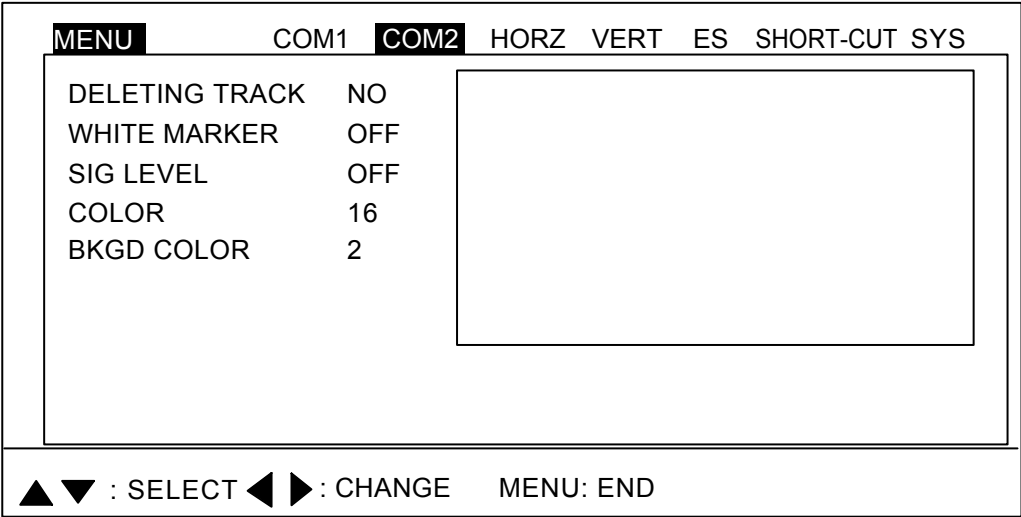 MENU COM1 COM2 HORZ VERT ES SHORT-CUT SYS
DELETING TRACK NO
WHITE MARKER OFF
SIG LEVEL OFF
COLOR 16
BKGD COLOR 2
▲ ▼ : SELECT ◀ ▶ : CHANGE MENU: END